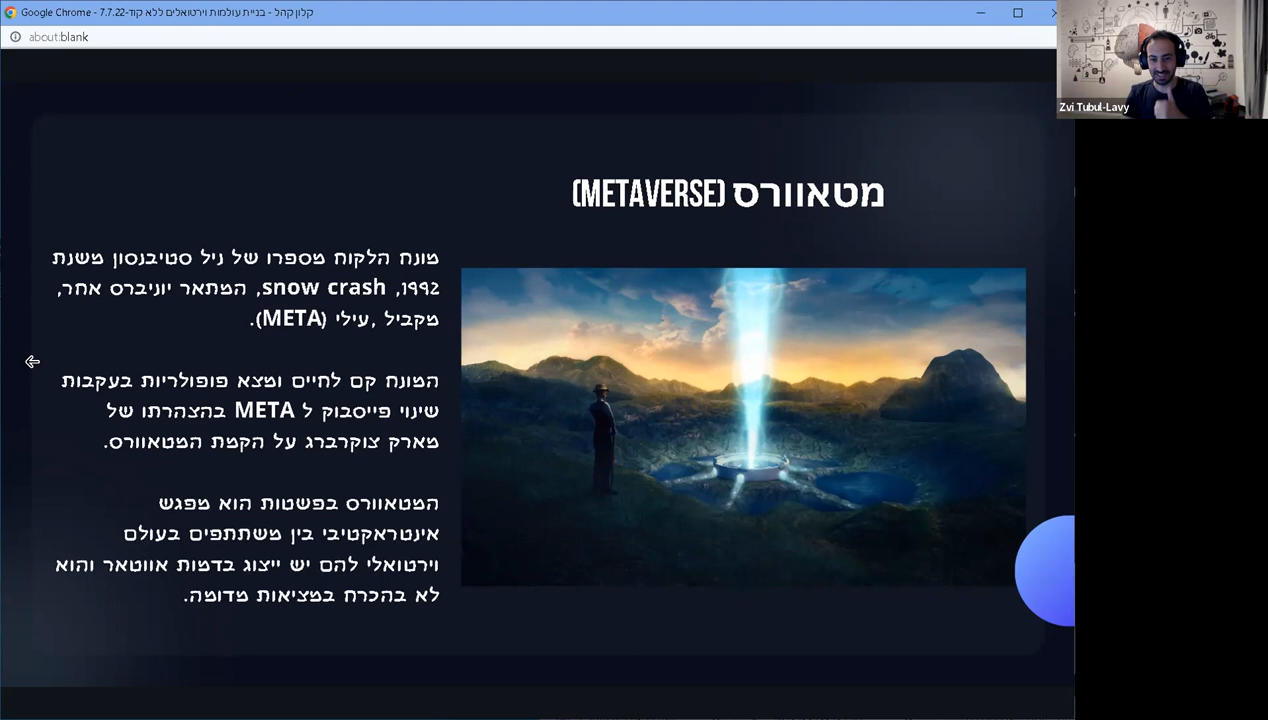 קלון קהל - בניית עולמות וירטואלים ללא קוד-7.7.22 - Google Chrome
about:blank
Zvi Tubul-Lavy
מטאוורס (METAVERSE)
מונח הלקוח מספרו של ניל סטיבנסון משנת
1992, snow crash, המתאר יוניברס אחר,
מקביל ,עילי (META).
המונח קם לחיים ומצא פופולריות בעקבות
שינוי פייסבוק ל META בהצהרתו של
מארק צוקרברג על הקמת המטאוורס.
המטאוורס בפשטות הוא מפגש
אינטראקטיבי בין משתתפים בעולם
וירטואלי להם יש ייצוג בדמות אווטאר והוא
לא בהכרח במציאות מדומה.